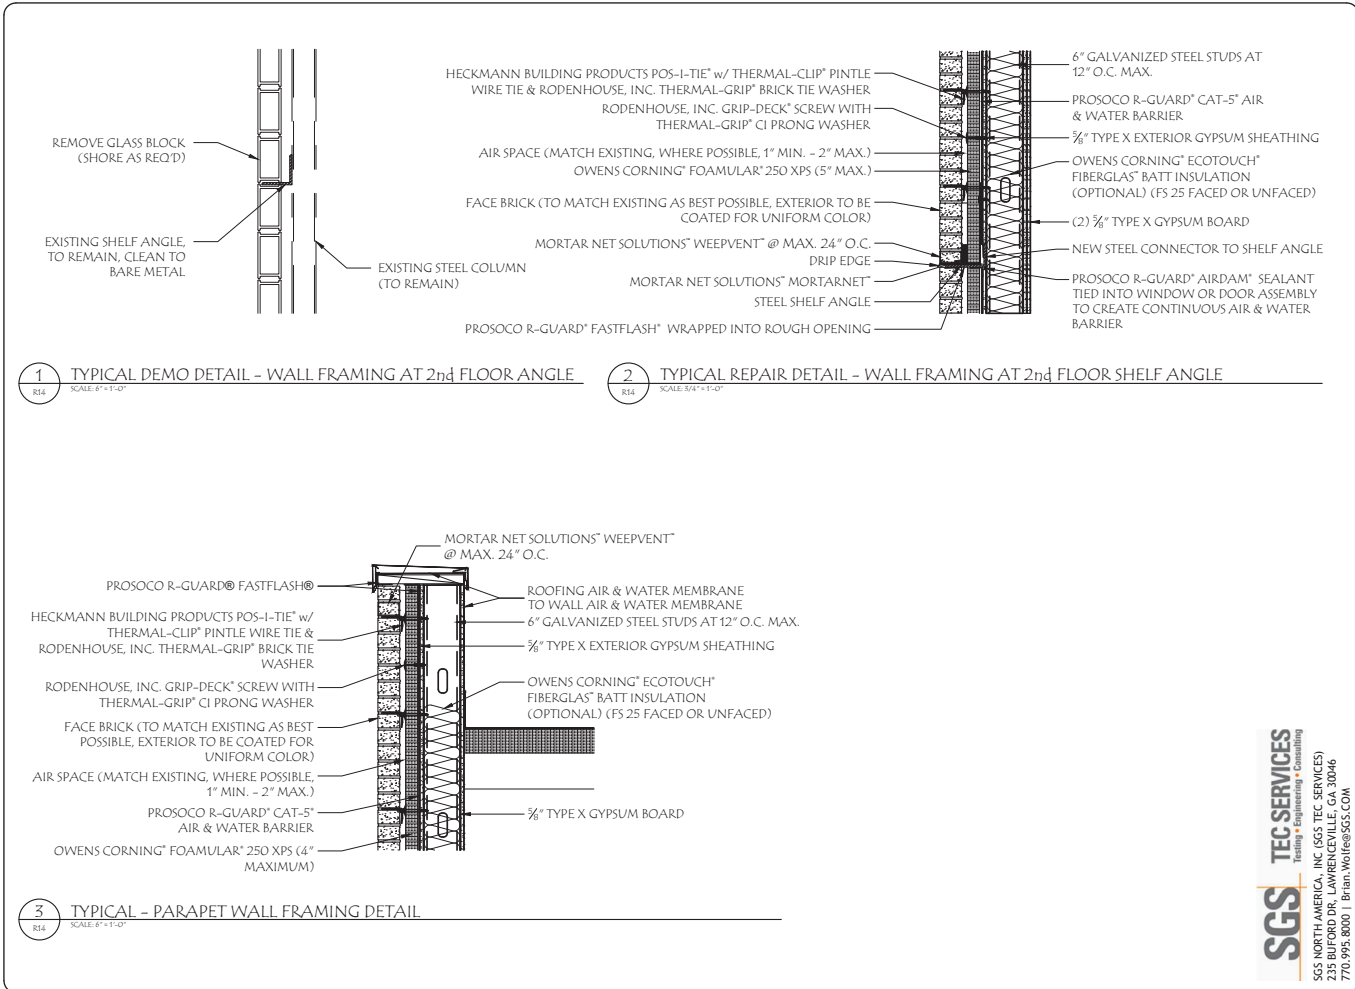 REMOVE GLASS BLOCK
(SHORE AS REQ'D)
EXISTING SHELF ANGLE,
TO REMAIN, CLEAN TO
BARE METAL
EXISTING STEEL COLUMN
(TO REMAIN)
1
R14
TYPICAL DEMO DETAIL - WALL FRAMING AT 2nd FLOOR ANGLE
SCALE: 6" = 1'-0"
HECKMANN BUILDING PRODUCTS POS-I-TIE® w/ THERMAL-CLIP® PINTLE
WIRE TIE & RODENHOUSE, INC. THERMAL-GRIP® BRICK TIE WASHER
RODENHOUSE, INC. GRIP-DECK® SCREW WITH
THERMAL-GRIP® CI PRONG WASHER
AIR SPACE (MATCH EXISTING, WHERE POSSIBLE, 1" MIN. - 2" MAX.)
OWENS CORNING® FOAMULAR® 250 XPS (5" MAX.)
FACE BRICK (TO MATCH EXISTING AS BEST POSSIBLE, EXTERIOR TO BE
COATED FOR UNIFORM COLOR)
MORTAR NET SOLUTIONS™ WEEPVENT™ @ MAX. 24" O.C.
DRIP EDGE
MORTAR NET SOLUTIONS™ MORTARNET™
STEEL SHELF ANGLE
PROSOCO R-GUARD® FASTFLASH® WRAPPED INTO ROUGH OPENING
6" GALVANIZED STEEL STUDS AT
12" O.C. MAX.
PROSOCO R-GUARD® CAT-5® AIR
& WATER BARRIER
⅝" TYPE X EXTERIOR GYPSUM SHEATHING
OWENS CORNING® ECOTOUCH®
FIBERGLAS™ BATT INSULATION
(OPTIONAL) (FS 25 FACED OR UNFACED)
(2) ⅝" TYPE X GYPSUM BOARD
NEW STEEL CONNECTOR TO SHELF ANGLE
PROSOCO R-GUARD® AIRDAM® SEALANT
TIED INTO WINDOW OR DOOR ASSEMBLY
TO CREATE CONTINUOUS AIR & WATER
BARRIER
2
R14
TYPICAL REPAIR DETAIL - WALL FRAMING AT 2nd FLOOR SHELF ANGLE
SCALE: 3/4" = 1'-0"
MORTAR NET SOLUTIONS™ WEEPVENT™
@ MAX. 24" O.C.
PROSOCO R-GUARD® FASTFLASH®
HECKMANN BUILDING PRODUCTS POS-I-TIE® w/
THERMAL-CLIP® PINTLE WIRE TIE &
RODENHOUSE, INC. THERMAL-GRIP® BRICK TIE
WASHER
RODENHOUSE, INC. GRIP-DECK® SCREW WITH
THERMAL-GRIP® CI PRONG WASHER
FACE BRICK (TO MATCH EXISTING AS BEST
POSSIBLE, EXTERIOR TO BE COATED FOR
UNIFORM COLOR)
AIR SPACE (MATCH EXISTING, WHERE POSSIBLE,
1" MIN. - 2" MAX.)
PROSOCO R-GUARD® CAT-5®
AIR & WATER BARRIER
OWENS CORNING® FOAMULAR® 250 XPS (4"
MAXIMUM)
ROOFING AIR & WATER MEMBRANE
TO WALL AIR & WATER MEMBRANE
6" GALVANIZED STEEL STUDS AT 12" O.C. MAX.
⅝" TYPE X EXTERIOR GYPSUM SHEATHING
OWENS CORNING® ECOTOUCH®
FIBERGLAS™ BATT INSULATION
(OPTIONAL) (FS 25 FACED OR UNFACED)
⅝" TYPE X GYPSUM BOARD
3
R14
TYPICAL - PARAPET WALL FRAMING DETAIL
SCALE: 6" = 1'-0"
SGS
TEC SERVICES
Testing • Engineering • Consulting
SGS NORTH AMERICA, INC (SGS TEC SERVICES)
235 BUFORD DR, LAWRENCEVILLE, GA 30046
770.995.8000 | Brian.Wolfe@SGS.COM